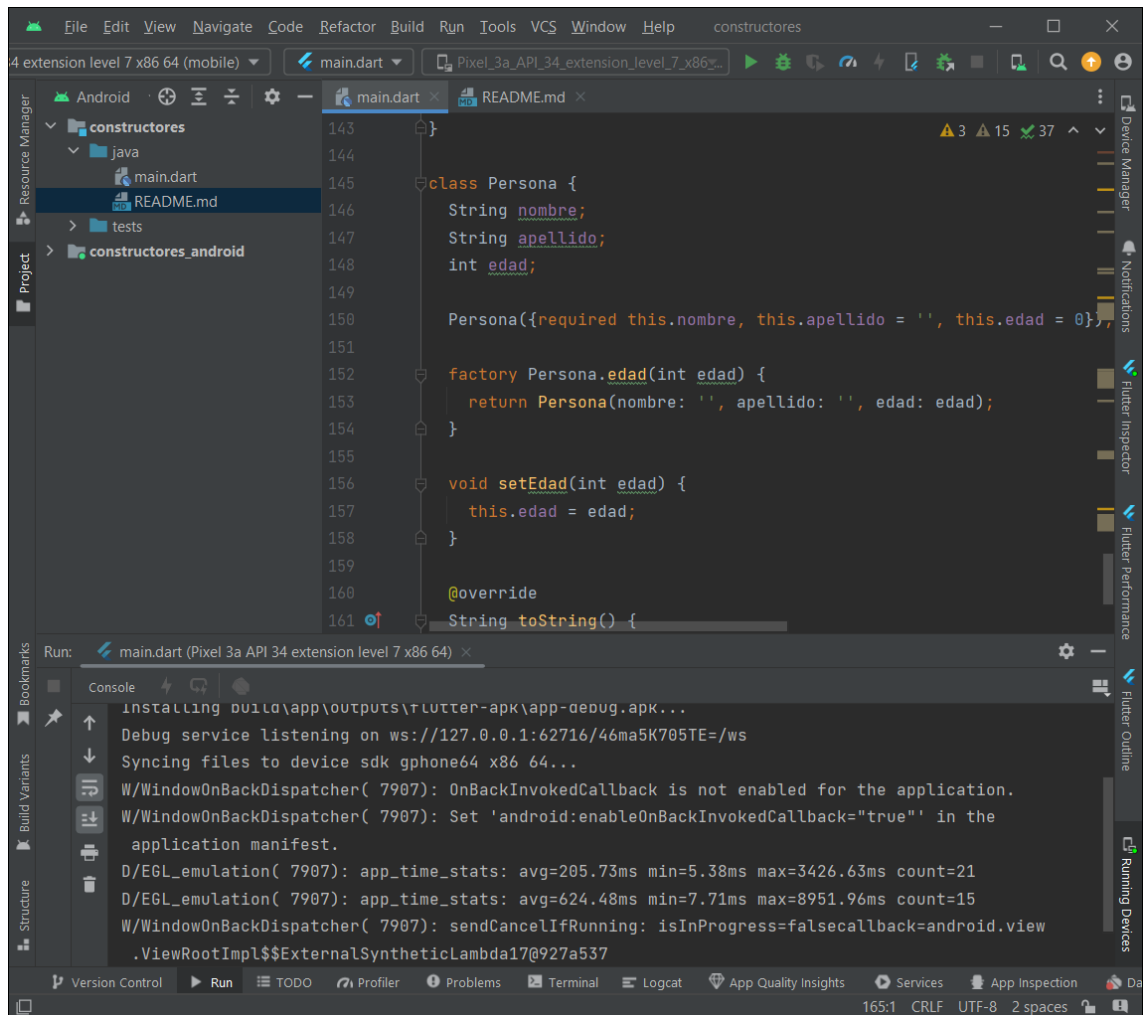 File Edit View Navigate Code Refactor Build Run Tools VCS Window Help constructores
34 extension level 7 x86 64 (mobile) main.dart Pixel_3a_API_34_extension_level_7_x86
Android main.dart README.md
Resource Manager
Project
Bookmarks
Build Variants
Structure
constructores
java
main.dart
README.md
tests
constructores_android
3 15 37
143 }
144
145 class Persona {
146 String nombre;
147 String apellido;
148 int edad;
149
150 Persona({required this.nombre, this.apellido = '', this.edad = 0});
151
152 factory Persona.edad(int edad) {
153 return Persona(nombre: '', apellido: '', edad: edad);
154 }
155
156 void setEdad(int edad) {
157 this.edad = edad;
158 }
159
160 @override
161 String toString() {
Device Manager
Notifications
Flutter Inspector
Flutter Performance
Flutter Outline
Running Devices
Run: main.dart (Pixel 3a API 34 extension level 7 x86 64)
Console
Installing build\app\outputs\flutter-apk\app-debug.apk...
Debug service listening on ws://127.0.0.1:62716/46ma5K705TE=/ws
Syncing files to device sdk gphone64 x86 64...
W/WindowOnBackDispatcher( 7907): OnBackInvokedCallback is not enabled for the application.
W/WindowOnBackDispatcher( 7907): Set 'android:enableOnBackInvokedCallback="true"' in the
application manifest.
D/EGL_emulation( 7907): app_time_stats: avg=205.73ms min=5.38ms max=3426.63ms count=21
D/EGL_emulation( 7907): app_time_stats: avg=624.48ms min=7.71ms max=8951.96ms count=15
W/WindowOnBackDispatcher( 7907): sendCancelIfRunning: isInProgress=falsecallback=android.view
.ViewRootImpl$$ExternalSyntheticLambda17@927a537
Version Control Run TODO Profiler Problems Terminal Logcat App Quality Insights Services App Inspection Da
165:1 CRLF UTF-8 2 spaces